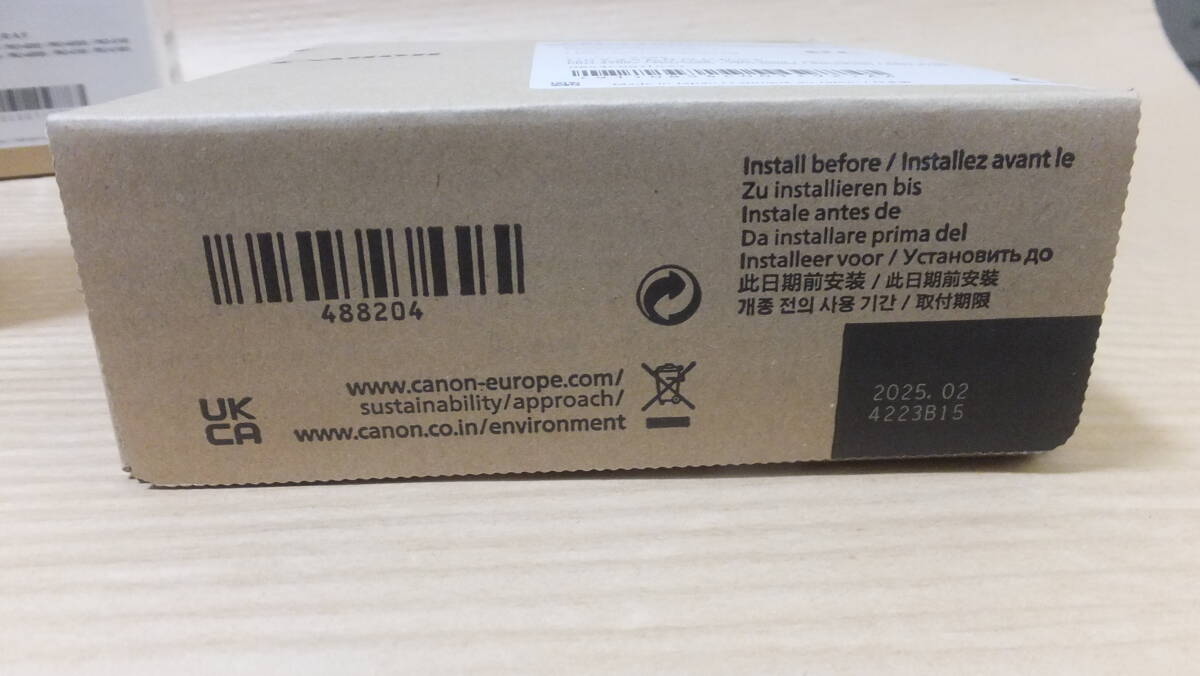 Install before / Installez avant le
Zu installieren bis
Instale antes de
Da installare prima del
Installeer voor / Установить до
此日期前安装 / 此日期前安裝
개종 전의 사용 기간 / 取付期限
488204
www.canon-europe.com/
sustainability/approach/
www.canon.co.in/environment
UK
CA
2025. 02
4223B15